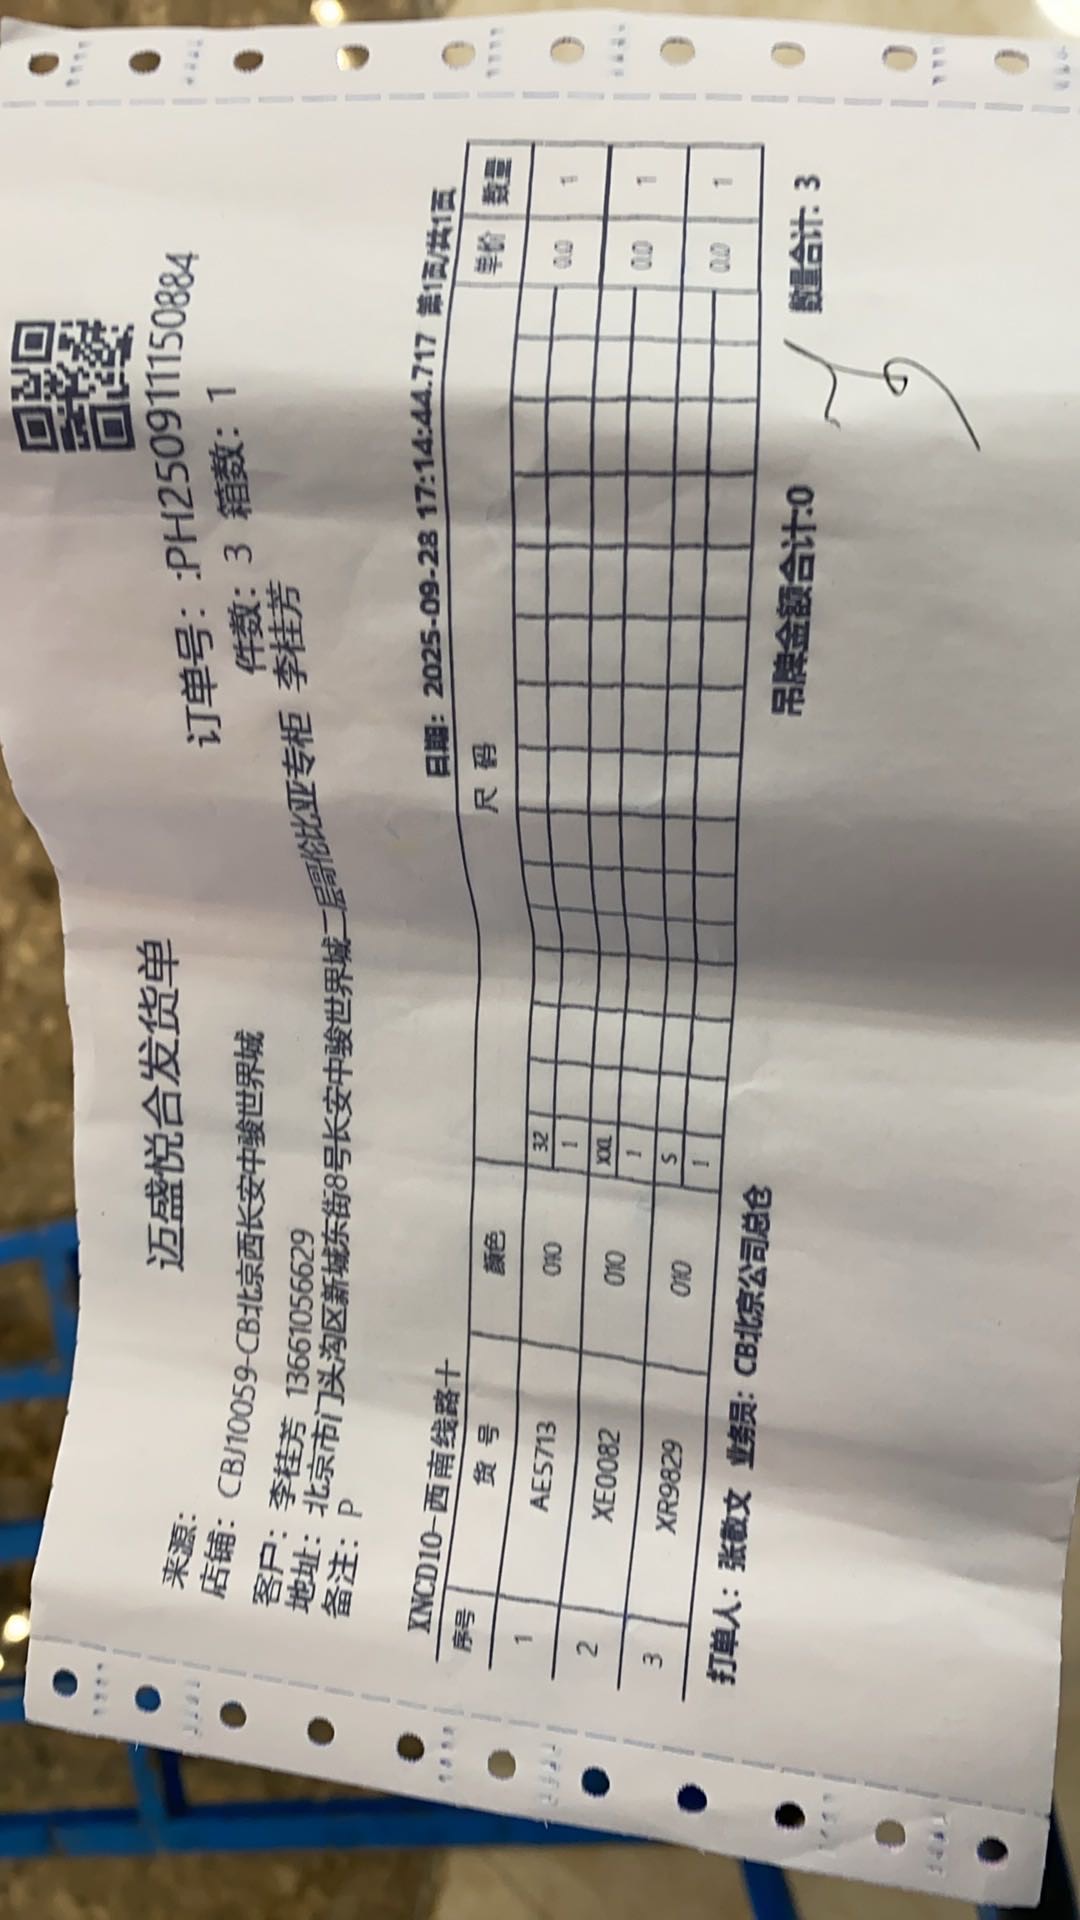 迈盛悦合发货单
来源:
订单号: :PH250911150884
店铺: CBJ10059-CB北京西长安中骏世界城
件数: 3 箱数: 1
客户: 李桂芳 13661056629
地址: 北京市门头沟区新城东街8号长安中骏世界城二层哥伦比亚专柜 李桂芳
备注: P
XNCD10-西南线路十 日期: 2025-09-28 17:14:44.717 第1页/共1页
序号 货号 颜色 尺码 单价 数量
1 AE5713 010 32 0.0 1
1
2 XE0082 010 XXL 0.0 1
1
3 XR9829 010 S 0.0 1
1
打单人: 张敬文 业务员: CB北京公司总仓 吊牌金额合计:0 数量合计: 3